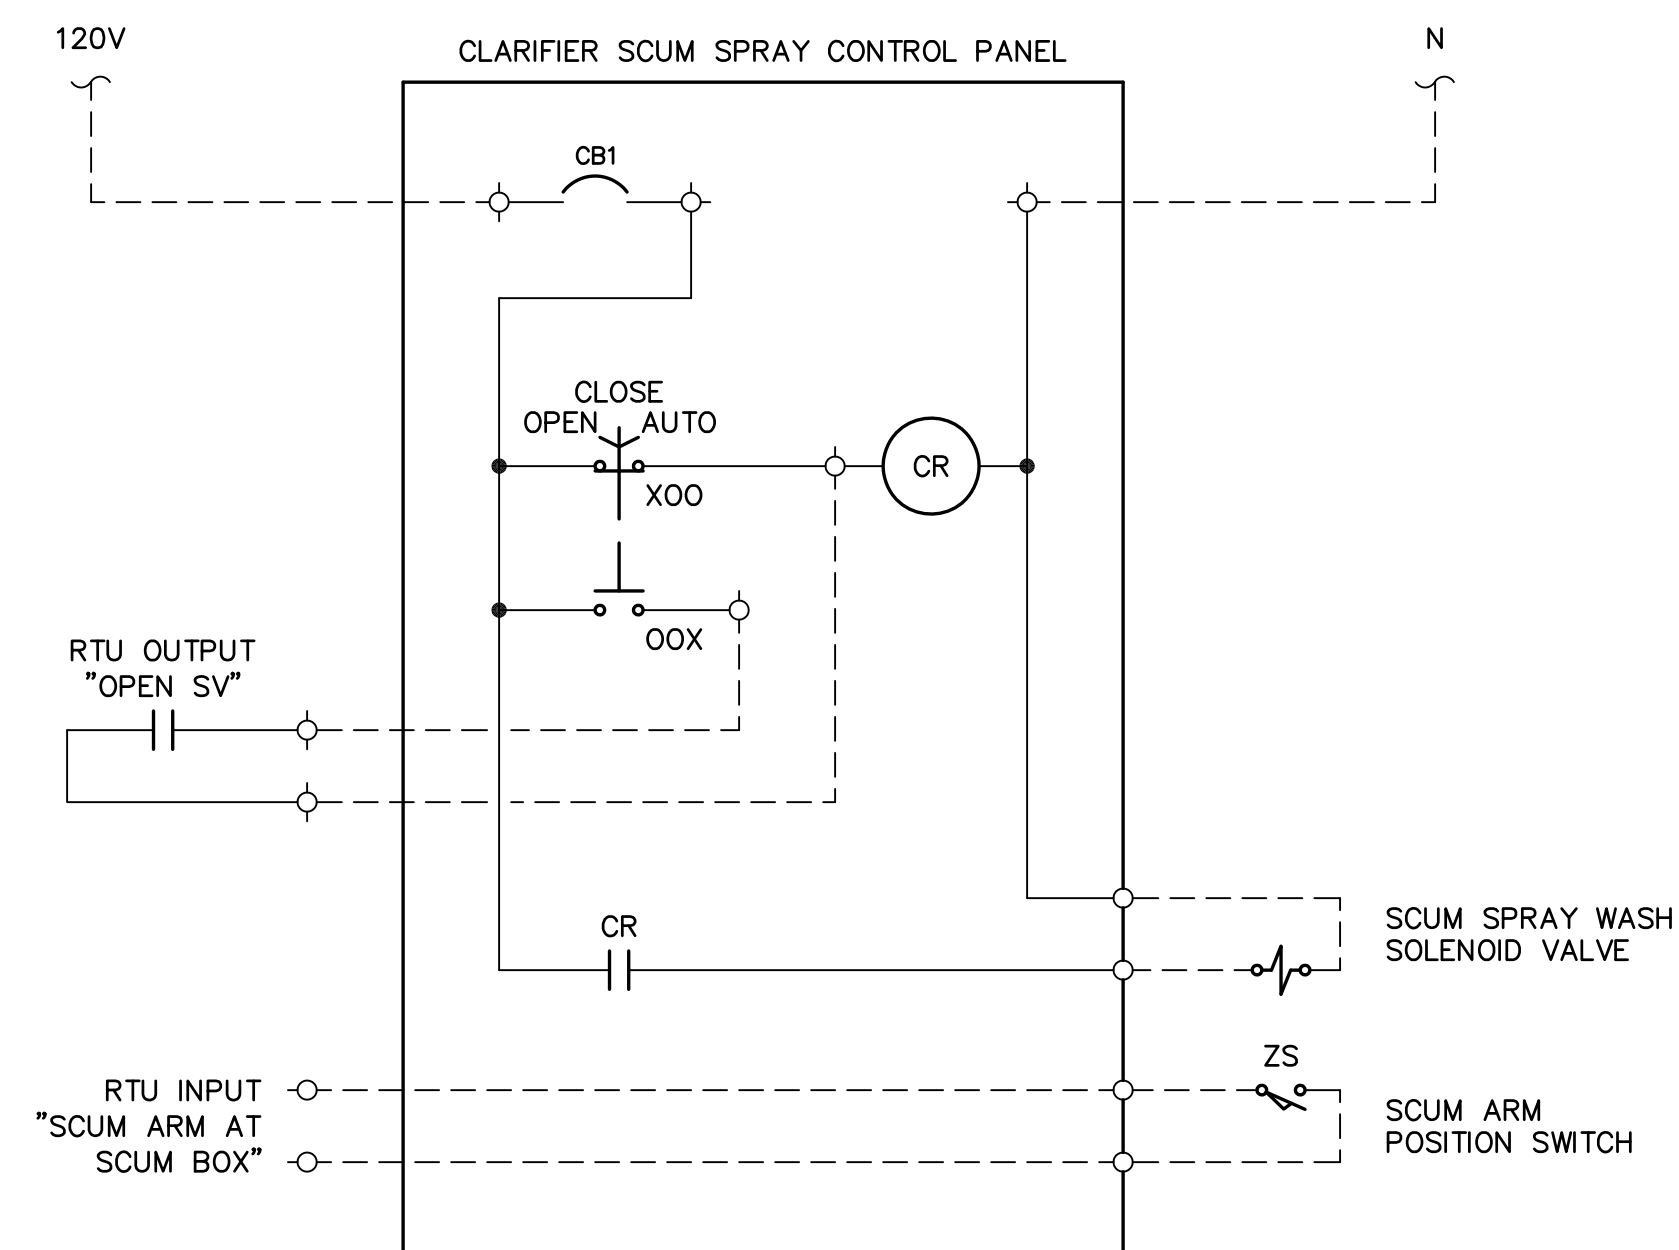 120V
CLARIFIER SCUM SPRAY CONTROL PANEL
N
CB1
CLOSE
OPEN AUTO
CR
XOO
OOX
RTU OUTPUT
"OPEN SV"
CR
SCUM SPRAY WASH
SOLENOID VALVE
ZS
RTU INPUT
"SCUM ARM AT
SCUM BOX"
SCUM ARM
POSITION SWITCH